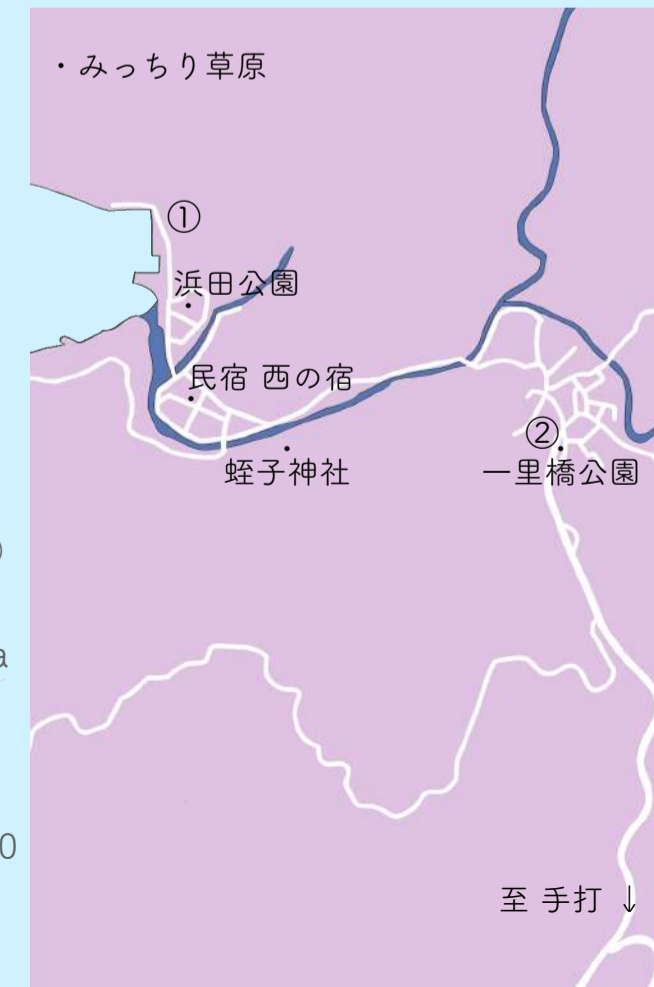 ・みっちり草原
①
浜田公園
民宿 西の宿
②
蛭子神社
一里橋公園
)
a
0
至 手打 ↓